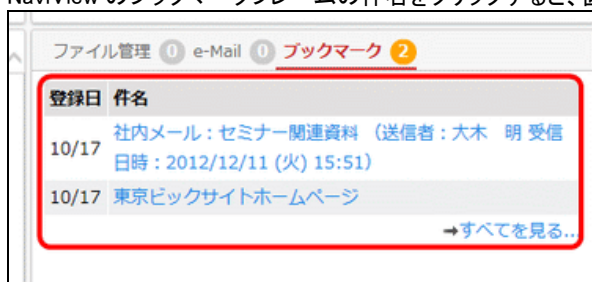 ファイル管理 0 e-Mail 0 ブックマーク 2
登録日 件名
10/17 社内メール：セミナー関連資料 （送信者：大木 明 受信
日時：2012/12/11 (火) 15:51）
10/17 東京ビックサイトホームページ
→すべてを見る...